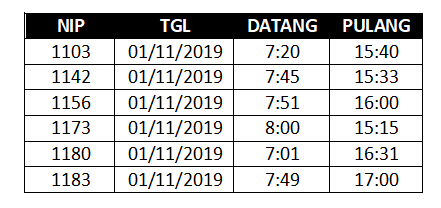 NIP TGL DATANG PULANG
1103 01/11/2019 7:20 15:40
1142 01/11/2019 7:45 15:33
1156 01/11/2019 7:51 16:00
1173 01/11/2019 8:00 15:15
1180 01/11/2019 7:01 16:31
1183 01/11/2019 7:49 17:00